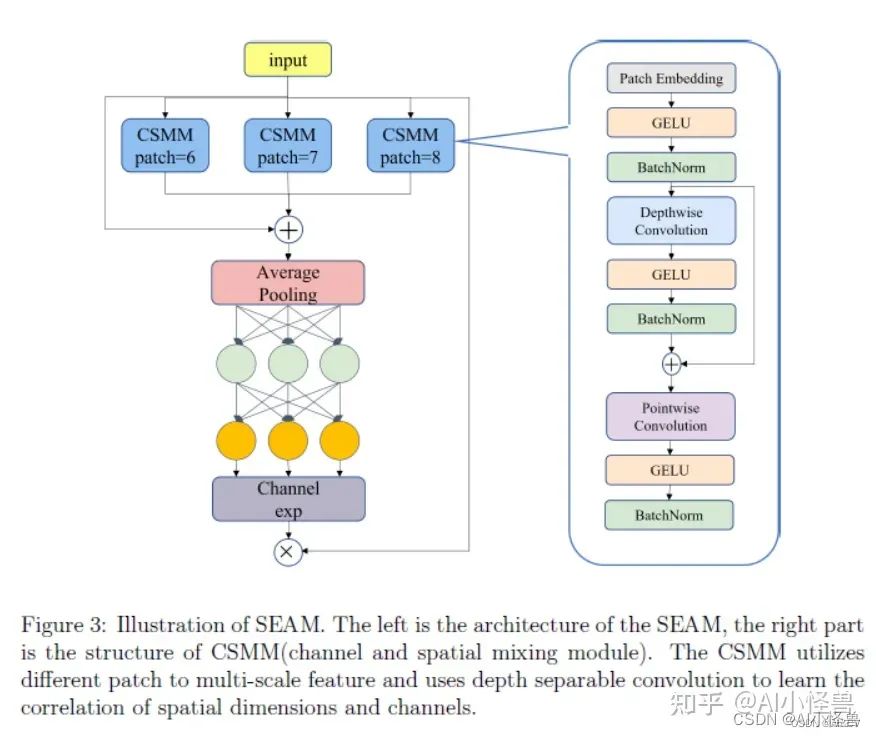 input
CSMM
patch=6
CSMM
patch=7
CSMM
patch=8
Average
Pooling
Channel
exp
Patch Embedding
GELU
BatchNorm
Depthwise
Convolution
GELU
BatchNorm
Pointwise
Convolution
GELU
BatchNorm
Figure 3: Illustration of SEAM. The left is the architecture of the SEAM, the right part
is the structure of CSMM(channel and spatial mixing module). The CSMM utilizes
different patch to multi-scale feature and uses depth separable convolution to learn the
correlation of spatial dimensions and channels.
知乎 @AI小怪兽
CSDN @AI小怪兽